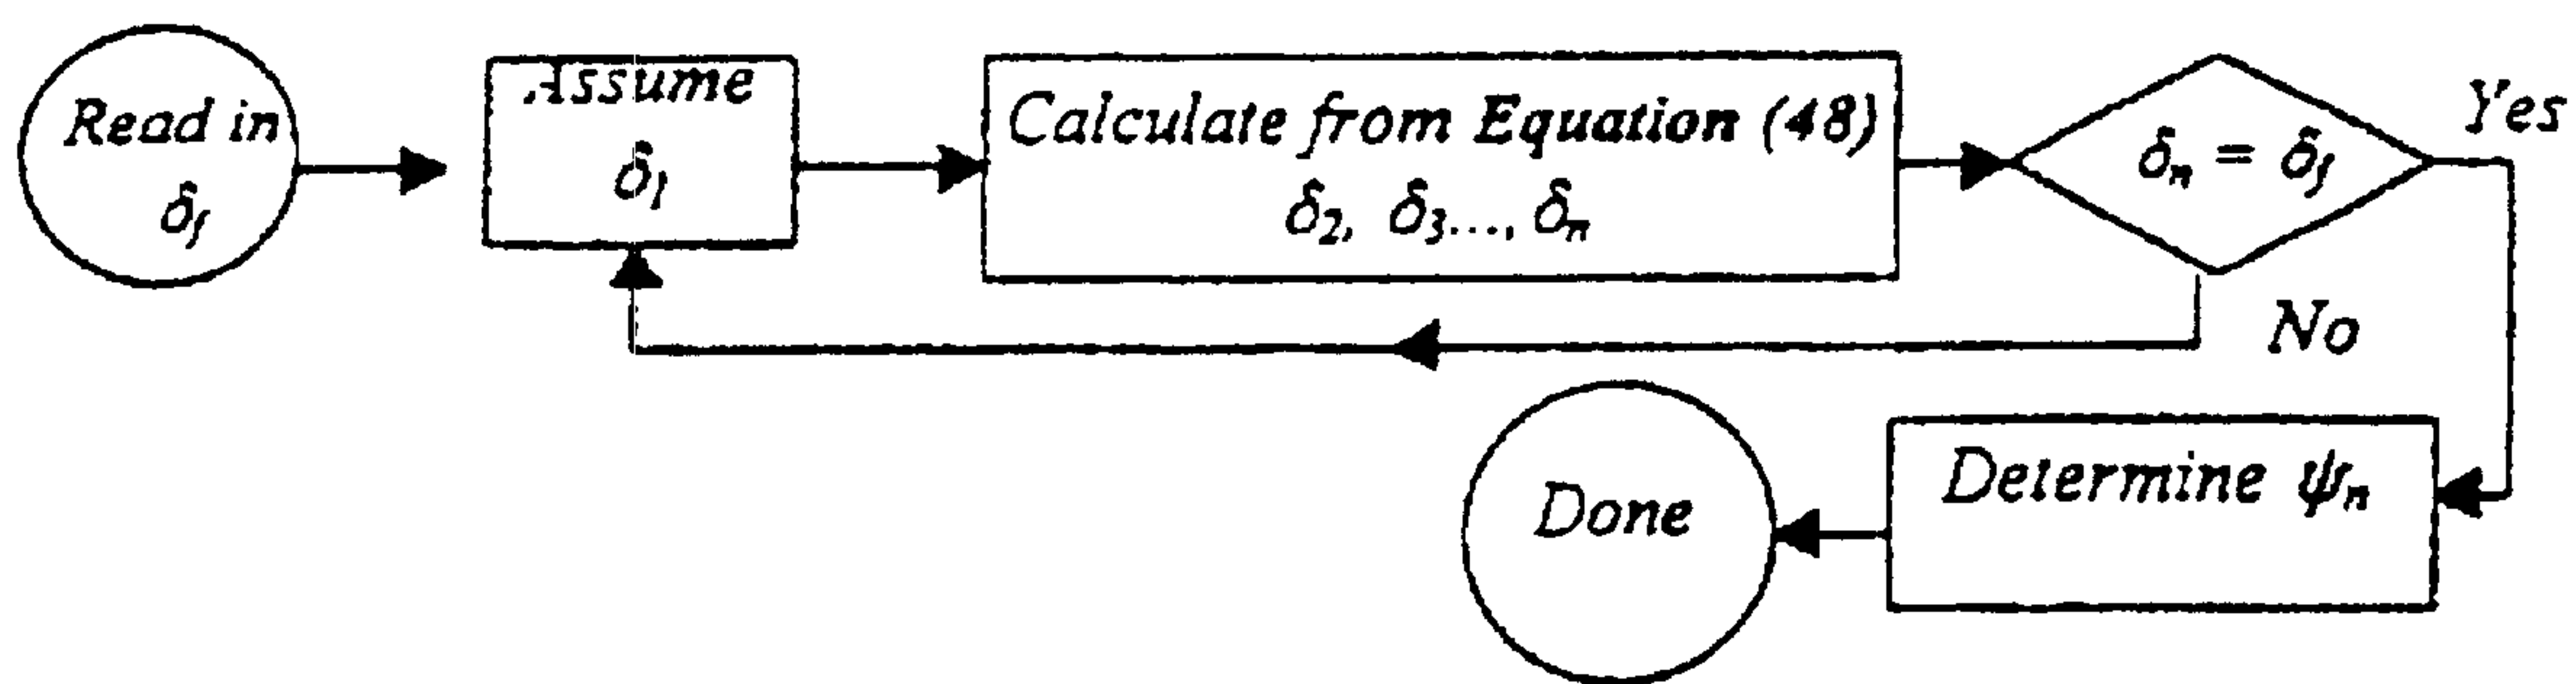 Read in
δf
Assume
δ1
Calculate from Equation (48)
δ2, δ3..., δn
δn = δf
Yes
No
Determine ψn
Done